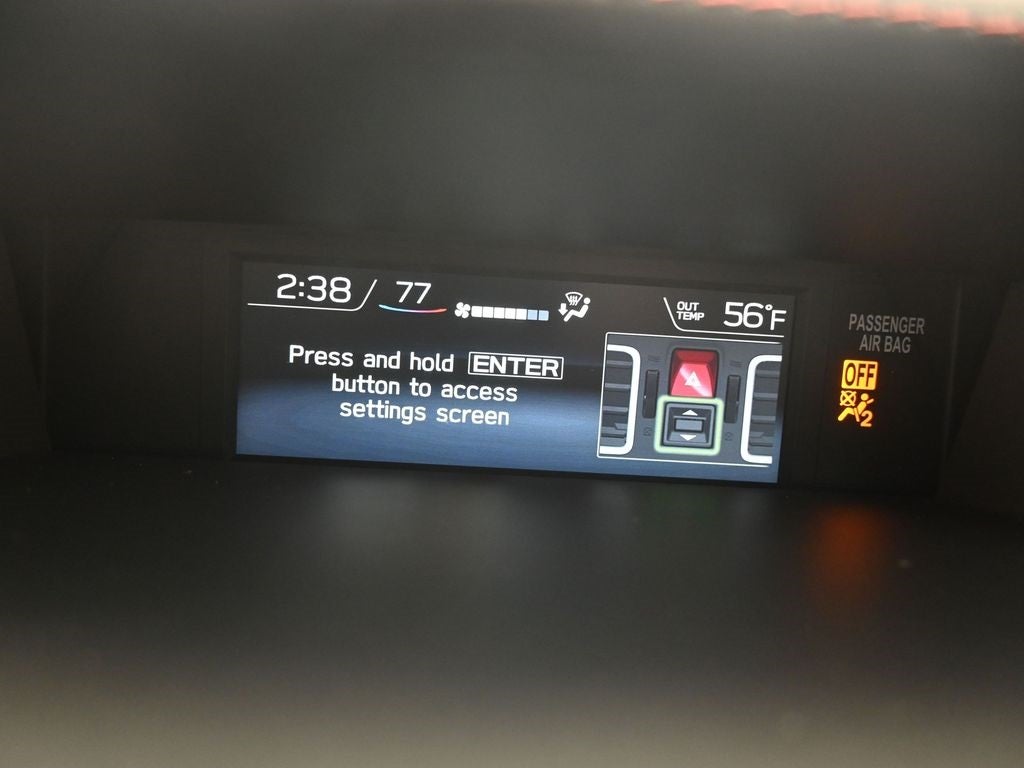 2:38 77 OUT TEMP 56°F
Press and hold ENTER
button to access
settings screen
PASSENGER
AIR BAG
OFF
2